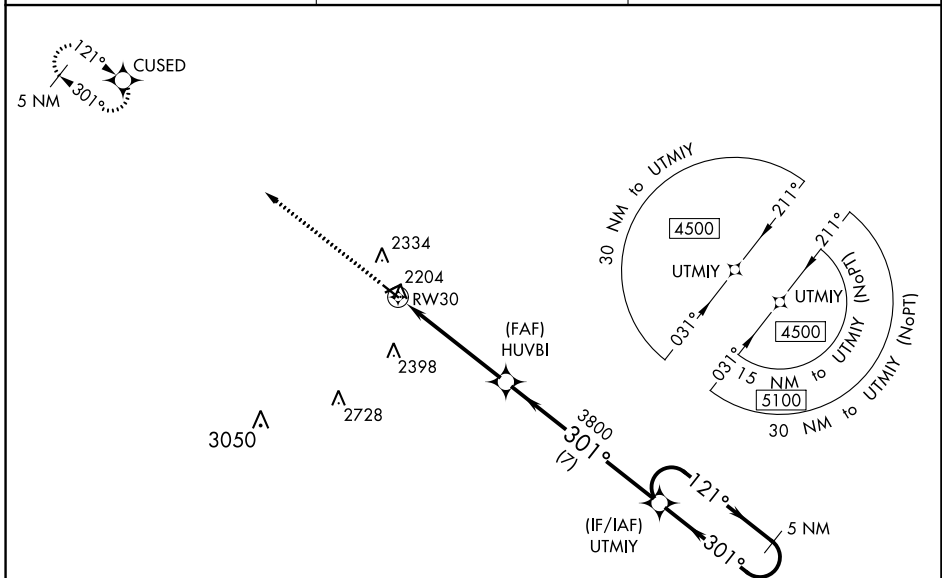 121°
CUSED
5 NM
301°
30 NM to UTMIY
211°
4500
UTMIY
031°
211°
UTMIY
4500
031°
15 NM to UTMIY (NoPT)
5100
30 NM to UTMIY (NoPT)
2334
2204
RW30
(FAF)
HUVBI
2398
2728
3050
3800
301°
(7)
121°
5 NM
(IF/IAF)
UTMIY
301°